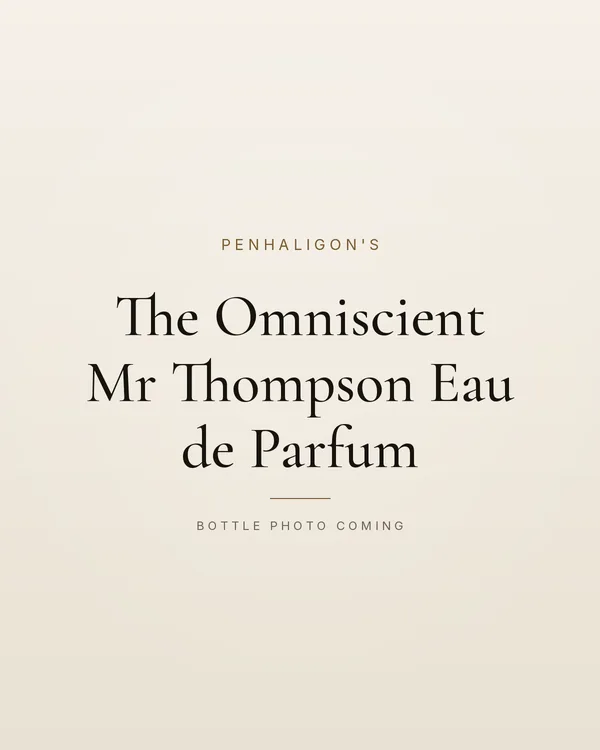 PENHALIGON'S
The Omniscient
Mr Thompson Eau
de Parfum
BOTTLE PHOTO COMING